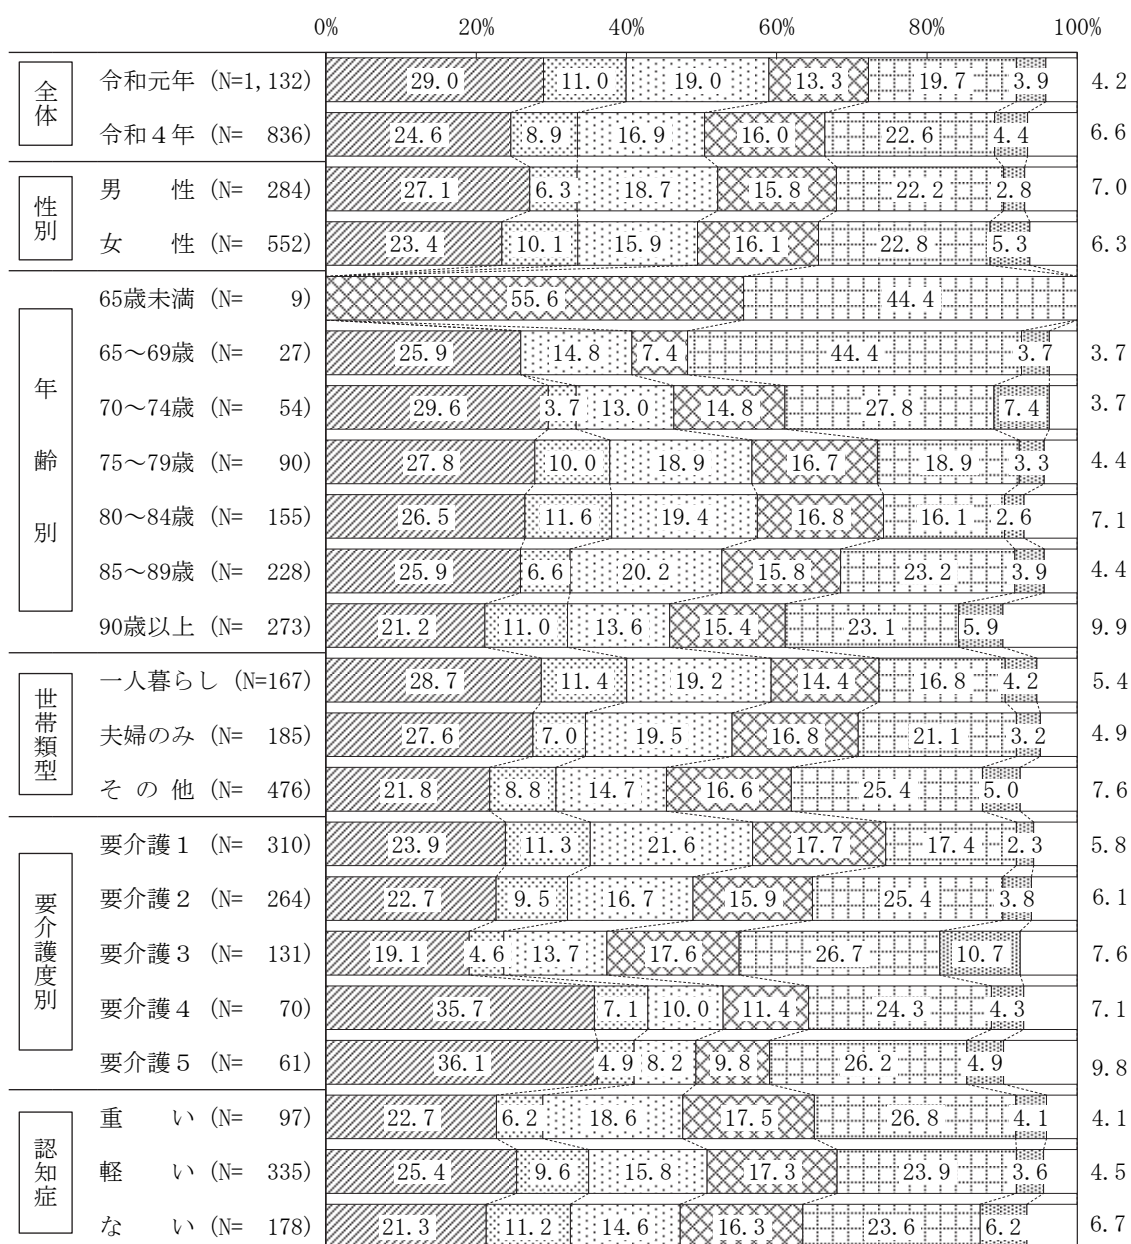 0% 20% 40% 60% 80% 100%
全体
令和元年 (N=1,132) 29.0 11.0 19.0 13.3 19.7 3.9 4.2
令和４年 (N= 836) 24.6 8.9 16.9 16.0 22.6 4.4 6.6
性別
男　性 (N= 284) 27.1 6.3 18.7 15.8 22.2 2.8 7.0
女　性 (N= 552) 23.4 10.1 15.9 16.1 22.8 5.3 6.3
年齢別
65歳未満 (N= 9) 55.6 44.4
65～69歳 (N= 27) 25.9 14.8 7.4 44.4 3.7 3.7
70～74歳 (N= 54) 29.6 3.7 13.0 14.8 27.8 7.4 3.7
75～79歳 (N= 90) 27.8 10.0 18.9 16.7 18.9 3.3 4.4
80～84歳 (N= 155) 26.5 11.6 19.4 16.8 16.1 2.6 7.1
85～89歳 (N= 228) 25.9 6.6 20.2 15.8 23.2 3.9 4.4
90歳以上 (N= 273) 21.2 11.0 13.6 15.4 23.1 5.9 9.9
世帯類型
一人暮らし (N=167) 28.7 11.4 19.2 14.4 16.8 4.2 5.4
夫婦のみ (N= 185) 27.6 7.0 19.5 16.8 21.1 3.2 4.9
そ の 他 (N= 476) 21.8 8.8 14.7 16.6 25.4 5.0 7.6
要介護度別
要介護１ (N= 310) 23.9 11.3 21.6 17.7 17.4 2.3 5.8
要介護２ (N= 264) 22.7 9.5 16.7 15.9 25.4 3.8 6.1
要介護３ (N= 131) 19.1 4.6 13.7 17.6 26.7 10.7 7.6
要介護４ (N= 70) 35.7 7.1 10.0 11.4 24.3 4.3 7.1
要介護５ (N= 61) 36.1 4.9 8.2 9.8 26.2 4.9 9.8
認知症
重　い (N= 97) 22.7 6.2 18.6 17.5 26.8 4.1 4.1
軽　い (N= 335) 25.4 9.6 15.8 17.3 23.9 3.6 4.5
な　い (N= 178) 21.3 11.2 14.6 16.3 23.6 6.2 6.7